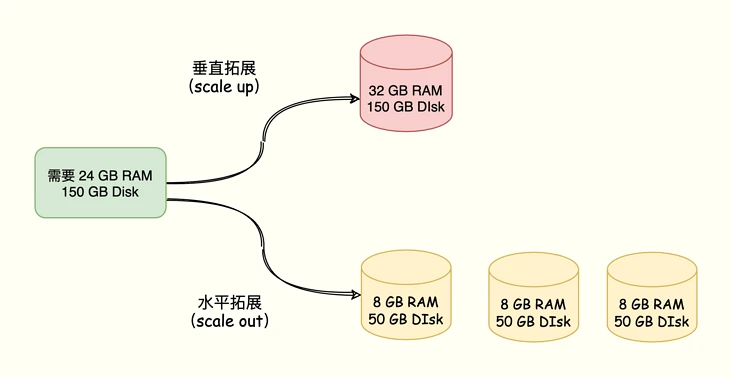 垂直拓展
(scale up)
32 GB RAM
150 GB DIsk
需要 24 GB RAM
150 GB Disk
水平拓展
(scale out)
8 GB RAM
50 GB DIsk
8 GB RAM
50 GB DIsk
8 GB RAM
50 GB DIsk